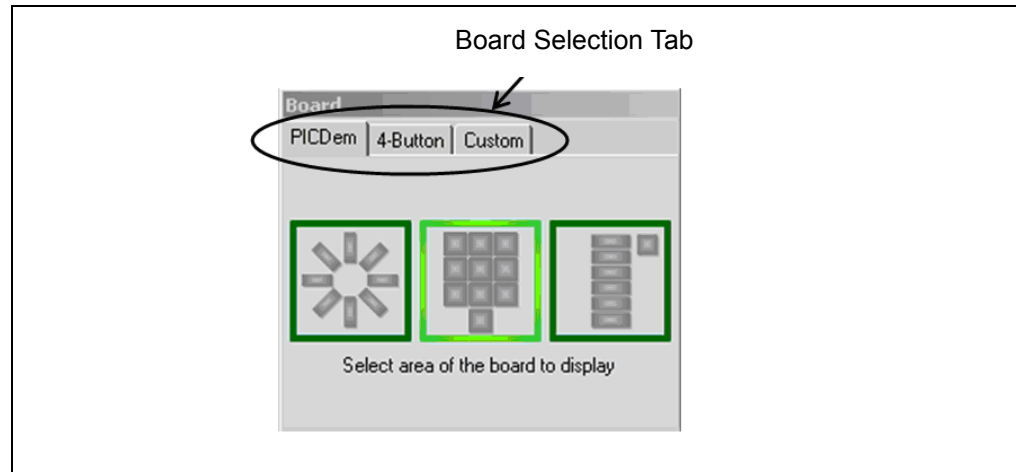 Board Selection Tab
Board
PICDem 4-Button Custom
Select area of the board to display